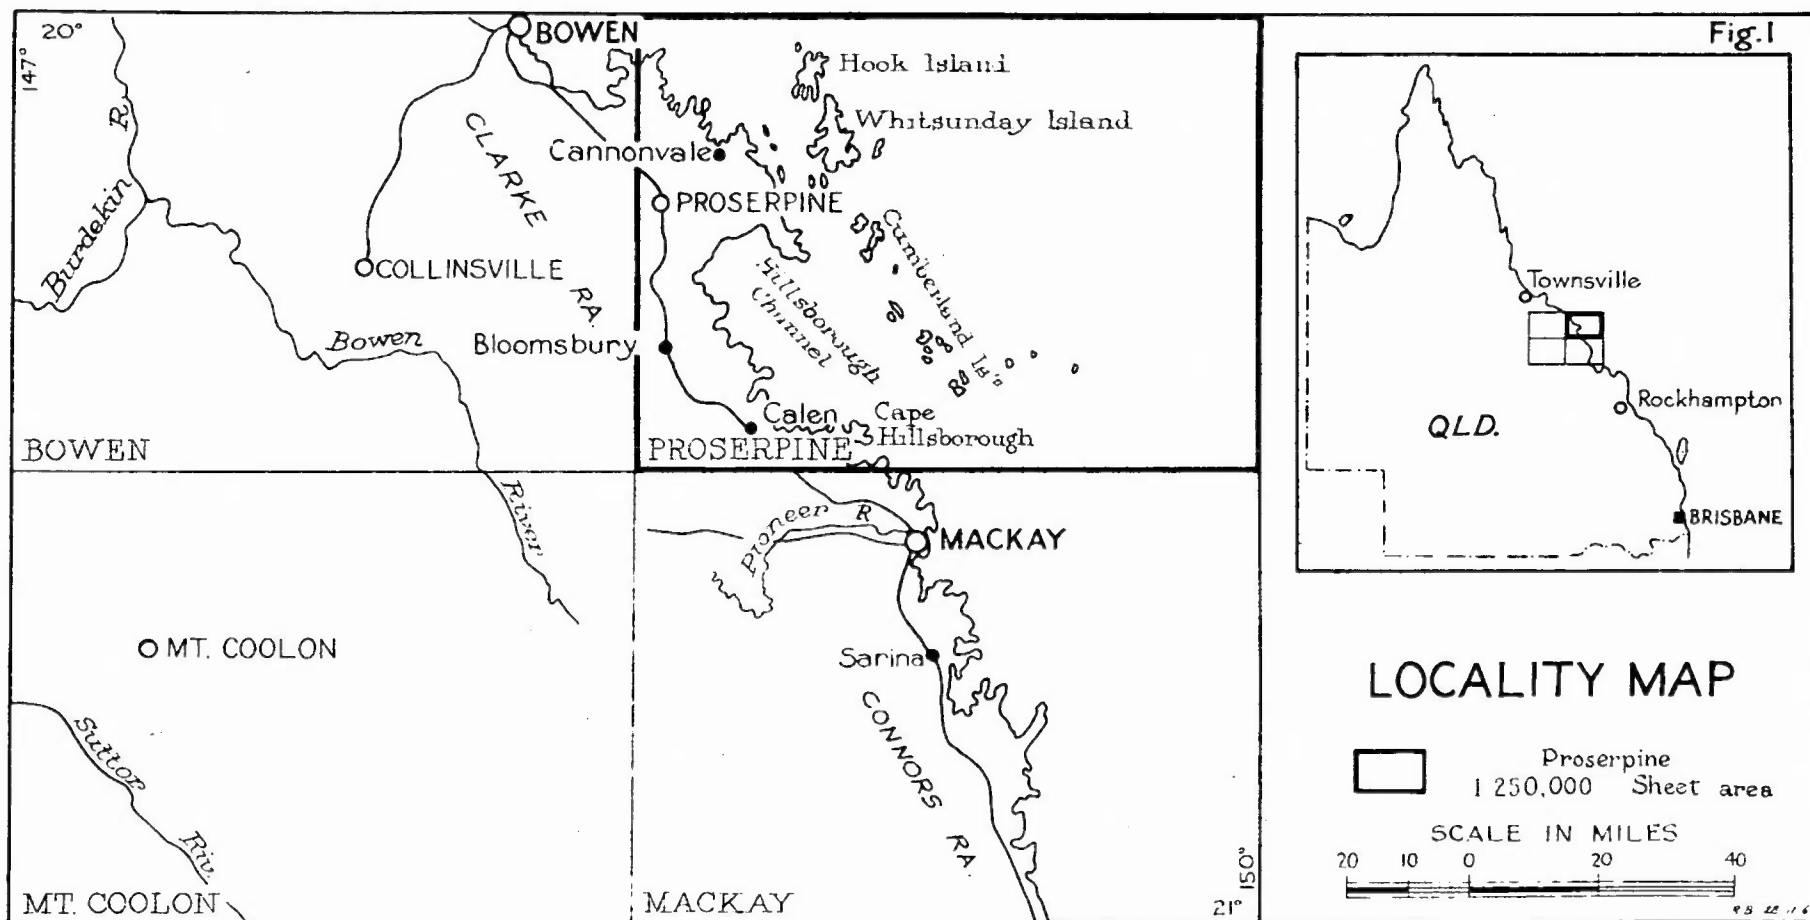 Fig.1
20°
147°
BOWEN
Hook Island
Whitsunday Island
Cannonvale
CLARKE RA.
R.
Burdekin
PROSERPINE
COLLINSVILLE
Cumberland Is's
Hillsborough
Channel
Bowen
Bloomsbury
Calen
Cape
Hillsborough
BOWEN
PROSERPINE
River
Pioneer R
MACKAY
MT. COOLON
Sarina
CONNORS RA.
Suttor
Riv.
MT. COOLON
MACKAY
21°
150°
Townsville
Rockhampton
QLD.
BRISBANE
LOCALITY MAP
Proserpine
1 250,000 Sheet area
SCALE IN MILES
20 10 0 20 40